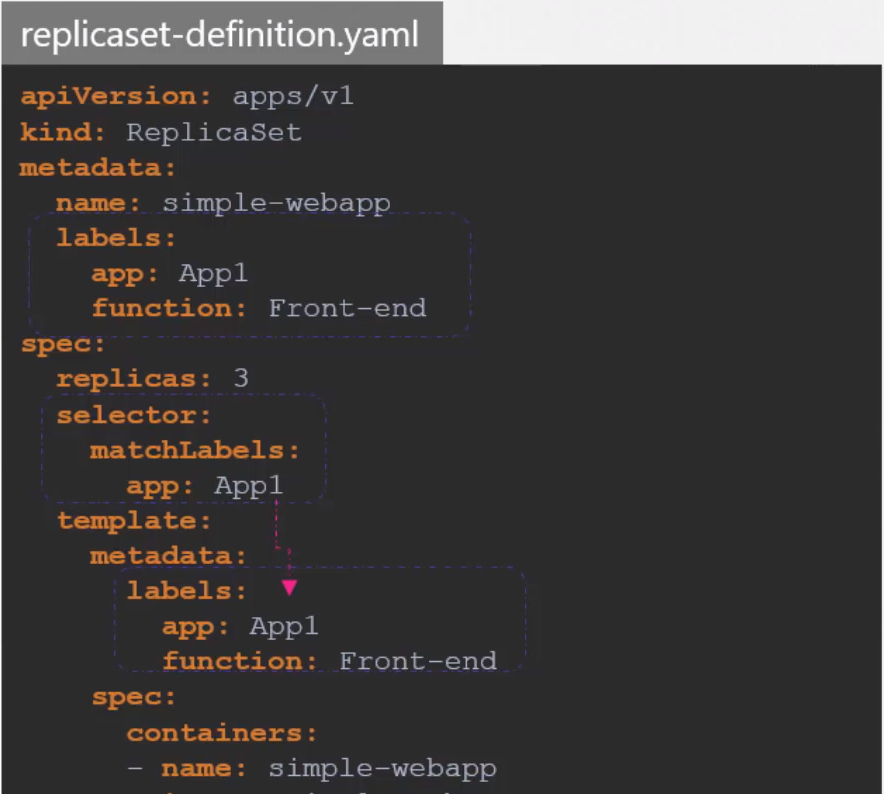 replicaset-definition.yaml
apiVersion: apps/v1
kind: ReplicaSet
metadata:
  name: simple-webapp
  labels:
    app: App1
    function: Front-end
spec:
  replicas: 3
  selector:
    matchLabels:
      app: App1
  template:
    metadata:
      labels:
        app: App1
        function: Front-end
    spec:
      containers:
      - name: simple-webapp